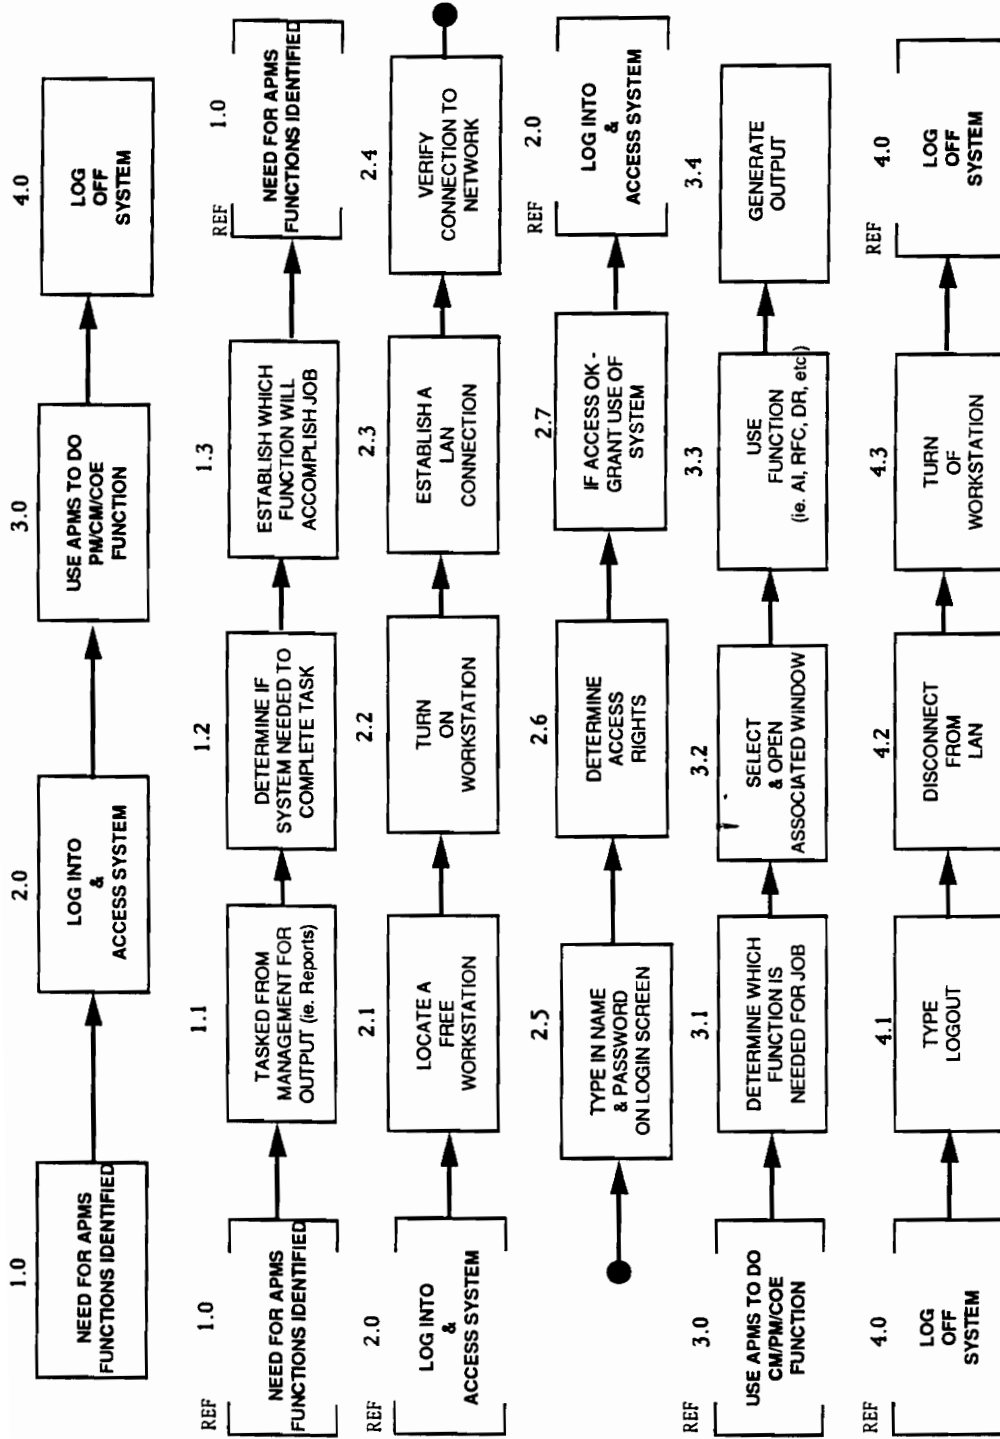 1.0
NEED FOR APMS
FUNCTIONS IDENTIFIED
2.0
LOG INTO
&
ACCESS SYSTEM
3.0
USE APMS TO DO
PM/CM/COE
FUNCTION
4.0
LOG
OFF
SYSTEM
REF
1.0
NEED FOR APMS
FUNCTIONS IDENTIFIED
1.1
TASKED FROM
MANAGEMENT FOR
OUTPUT (ie. Reports)
1.2
DETERMINE IF
SYSTEM NEEDED TO
COMPLETE TASK
1.3
ESTABLISH WHICH
FUNCTION WILL
ACCOMPLISH JOB
REF
1.0
NEED FOR APMS
FUNCTIONS IDENTIFIED
REF
2.0
LOG INTO
&
ACCESS SYSTEM
2.1
LOCATE A
FREE
WORKSTATION
2.2
TURN
ON
WORKSTATION
2.3
ESTABLISH A
LAN
CONNECTION
2.4
VERIFY
CONNECTION TO
NETWORK
2.5
TYPE IN NAME
& PASSWORD
ON LOGIN SCREEN
2.6
DETERMINE
ACCESS
RIGHTS
2.7
IF ACCESS OK -
GRANT USE OF
SYSTEM
REF
2.0
LOG INTO
&
ACCESS SYSTEM
REF
3.0
USE APMS TO DO
CM/PM/COE
FUNCTION
3.1
DETERMINE WHICH
FUNCTION IS
NEEDED FOR JOB
3.2
SELECT
& OPEN
ASSOCIATED WINDOW
3.3
USE
FUNCTION
(ie. AI, RFC, DR, etc.)
3.4
GENERATE
OUTPUT
REF
4.0
LOG
OFF
SYSTEM
4.1
TYPE
LOGOUT
4.2
DISCONNECT
FROM
LAN
4.3
TURN
OF
WORKSTATION
REF
4.0
LOG
OFF
SYSTEM